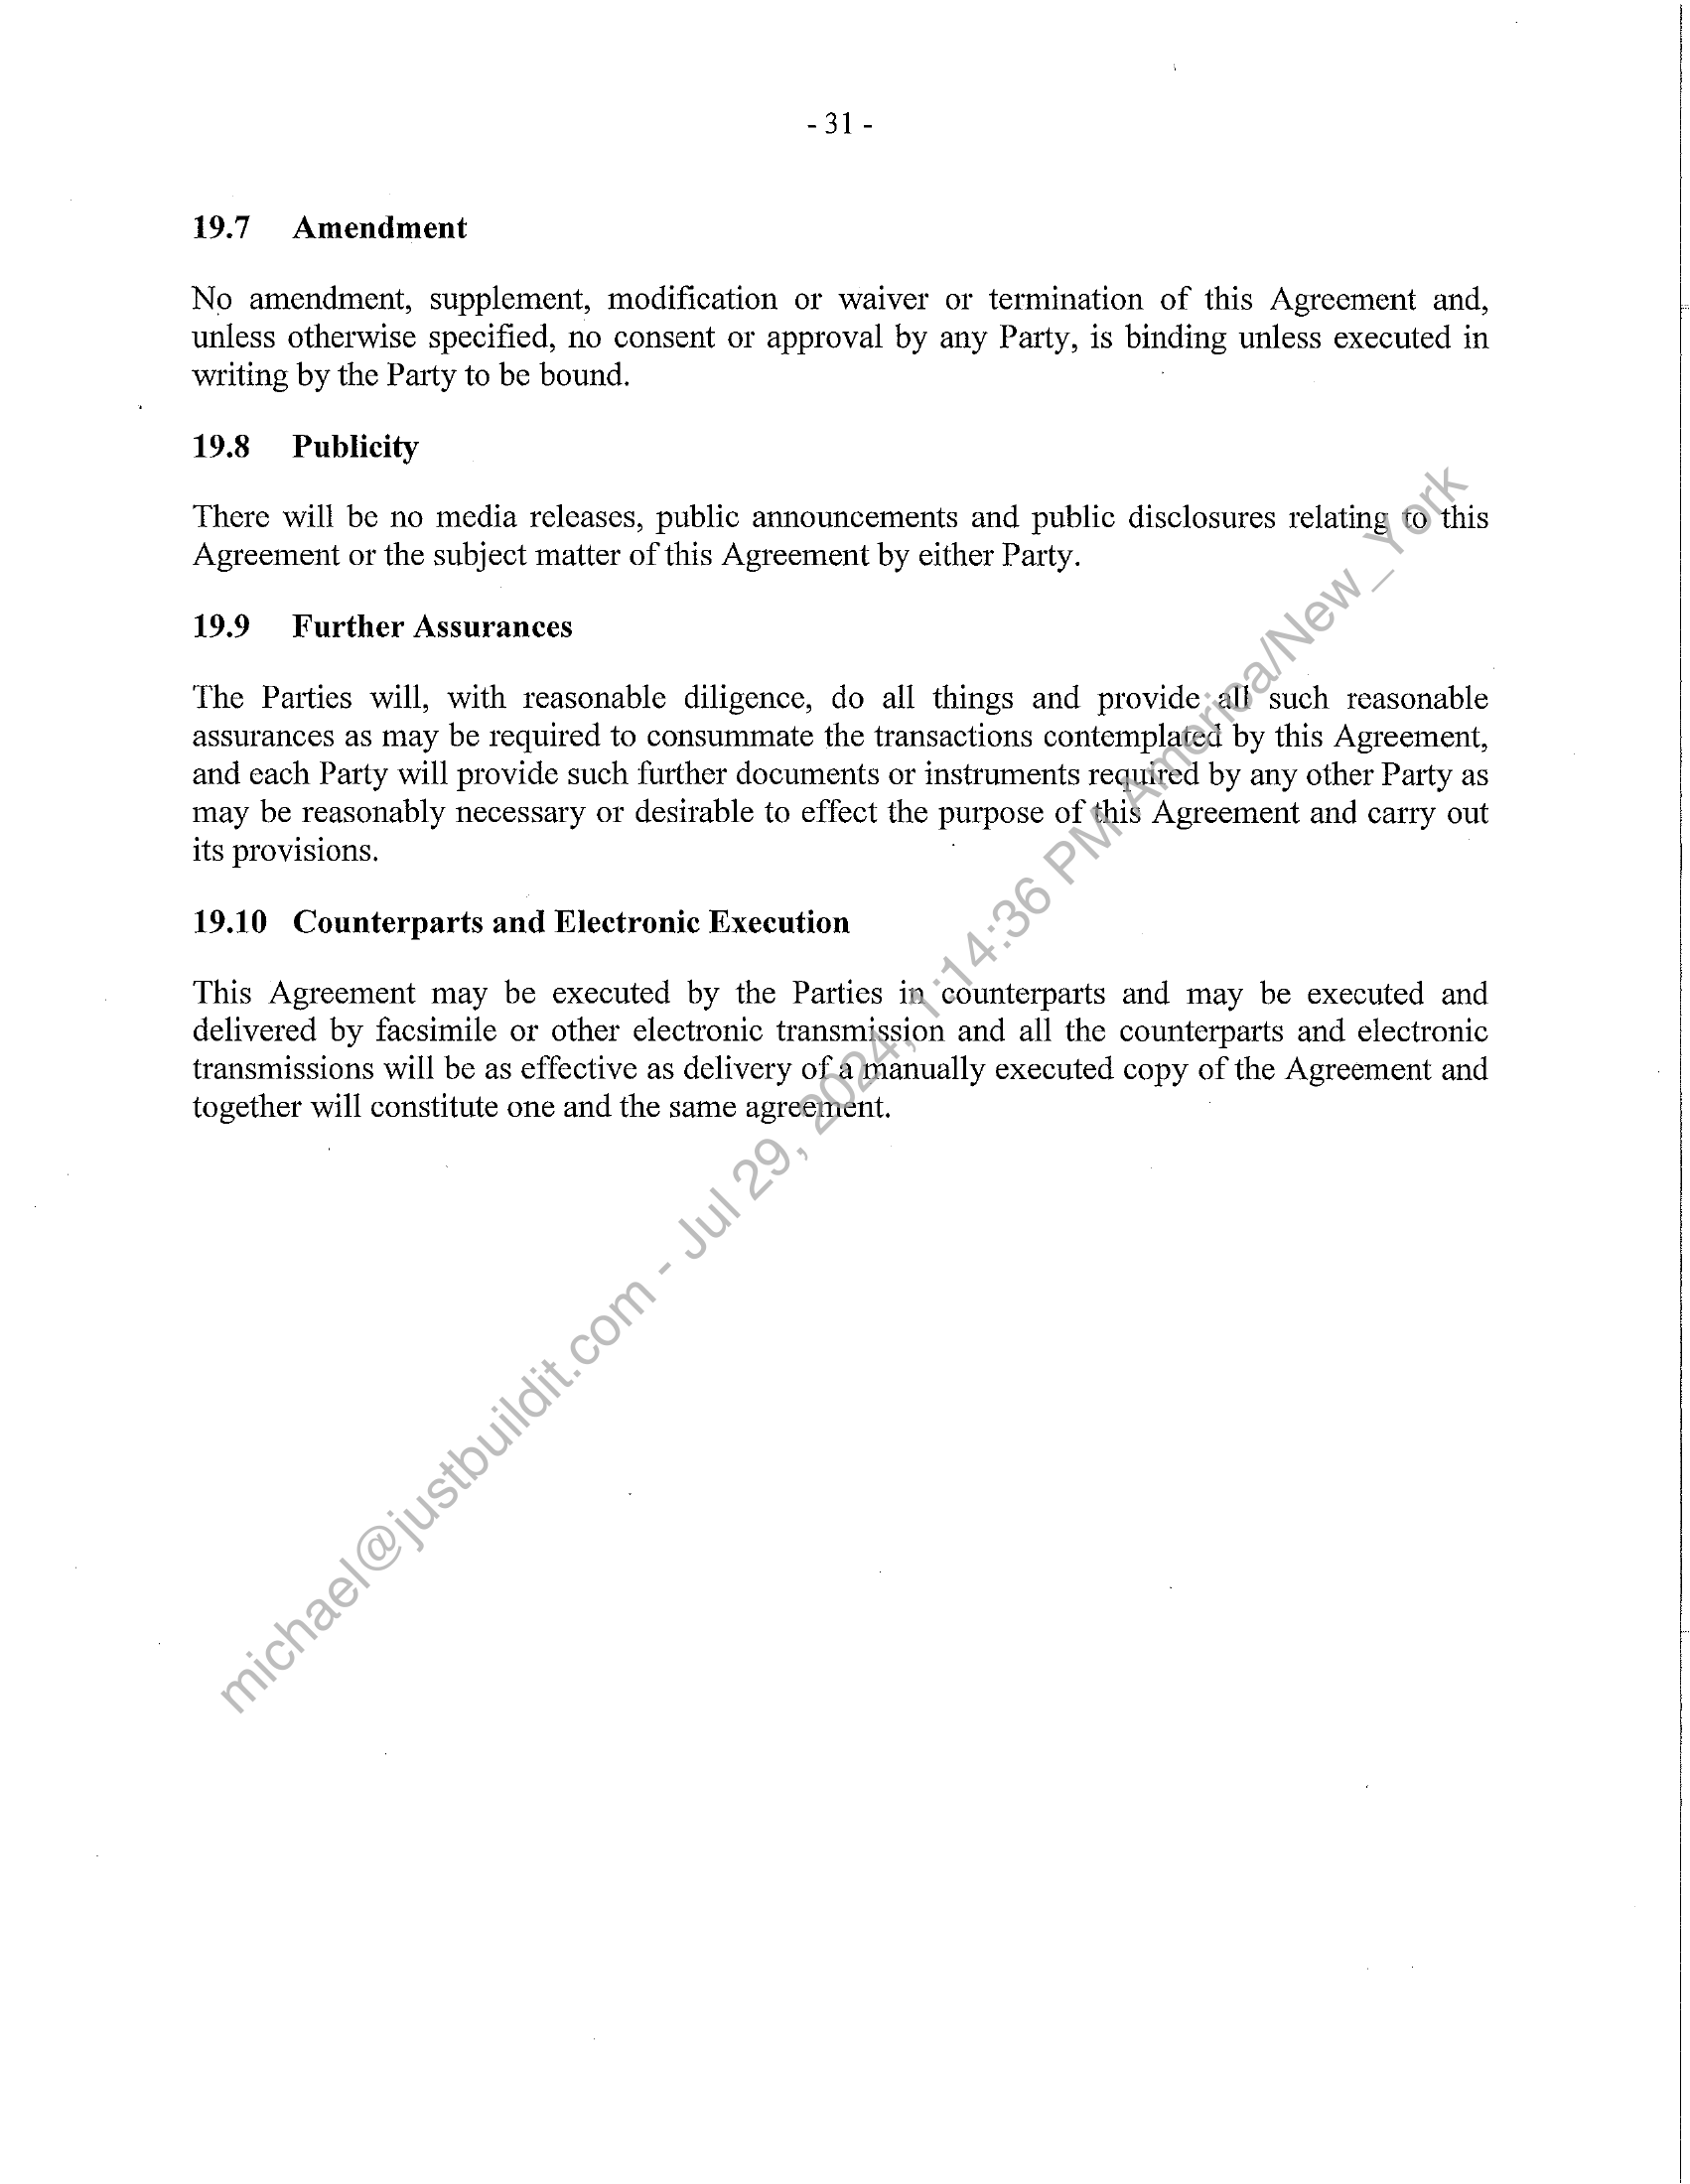 - 31 -
19.7 Amendment
No amendment, supplement, modification or waiver or termination of this Agreement and,
unless otherwise specified, no consent or approval by any Party, is binding unless executed in
writing by the Party to be bound.
19.8 Publicity
There will be no media releases, public announcements and public disclosures relating to this
Agreement or the subject matter of this Agreement by either Party.
19.9 Further Assurances
The Parties will, with reasonable diligence, do all things and provide all such reasonable
assurances as may be required to consummate the transactions contemplated by this Agreement,
and each Party will provide such further documents or instruments required by any other Party as
may be reasonably necessary or desirable to effect the purpose of this Agreement and carry out
its provisions.
19.10 Counterparts and Electronic Execution
This Agreement may be executed by the Parties in counterparts and may be executed and
delivered by facsimile or other electronic transmission and all the counterparts and electronic
transmissions will be as effective as delivery of a manually executed copy of the Agreement and
together will constitute one and the same agreement.
michael@justbuildit.com - Jul 29, 2024, 1:14:36 PM America/New_York